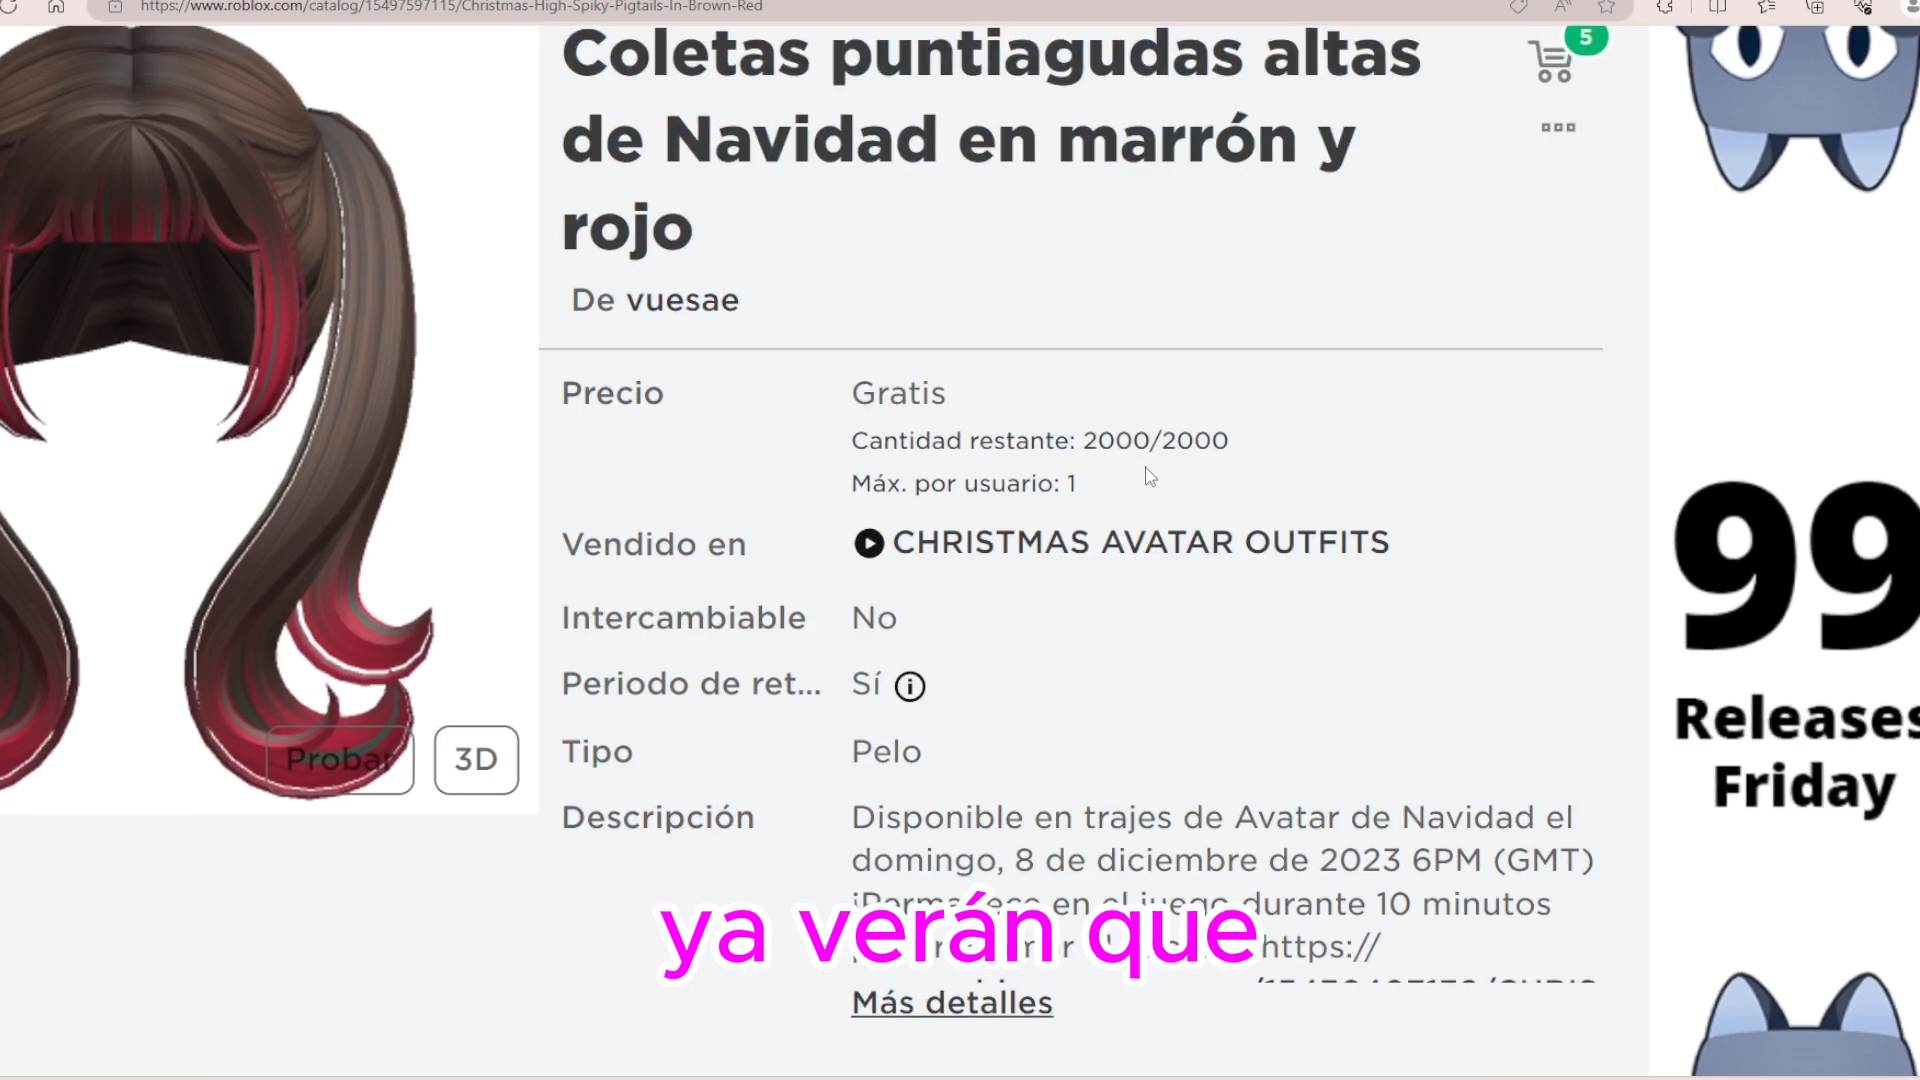 https://www.roblox.com/catalog/15497597115/Christmas-High-Spiky-Pigtails-In-Brown-Red
Coletas puntiagudas altas
de Navidad en marrón y
rojo
5
De vuesae
Precio Gratis
Cantidad restante: 2000/2000
Máx. por usuario: 1
Vendido en CHRISTMAS AVATAR OUTFITS
Intercambiable No
Periodo de ret... Sí
Tipo Pelo
Probar 3D
Descripción Disponible en trajes de Avatar de Navidad el
domingo, 8 de diciembre de 2023 6PM (GMT)
en el juego durante 10 minutos
https://
ya verán que
Más detalles
99
Releases
Friday